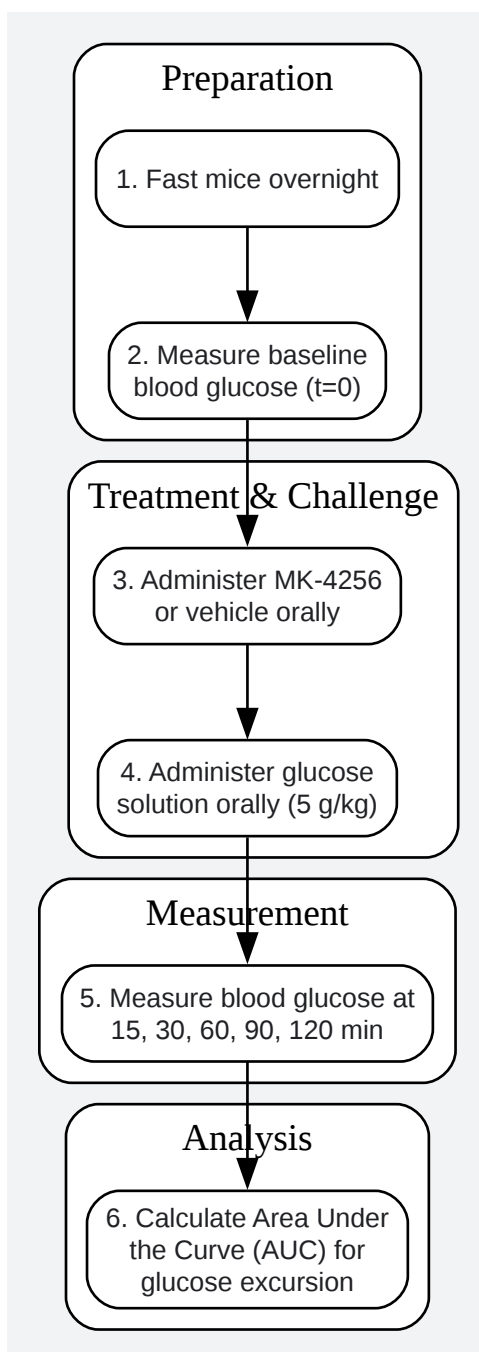 Preparation
1. Fast mice overnight
2. Measure baseline
blood glucose (t=0)
Treatment & Challenge
3. Administer MK-4256
or vehicle orally
4. Administer glucose
solution orally (5 g/kg)
Measurement
5. Measure blood glucose at
15, 30, 60, 90, 120 min
Analysis
6. Calculate Area Under
the Curve (AUC) for
glucose excursion